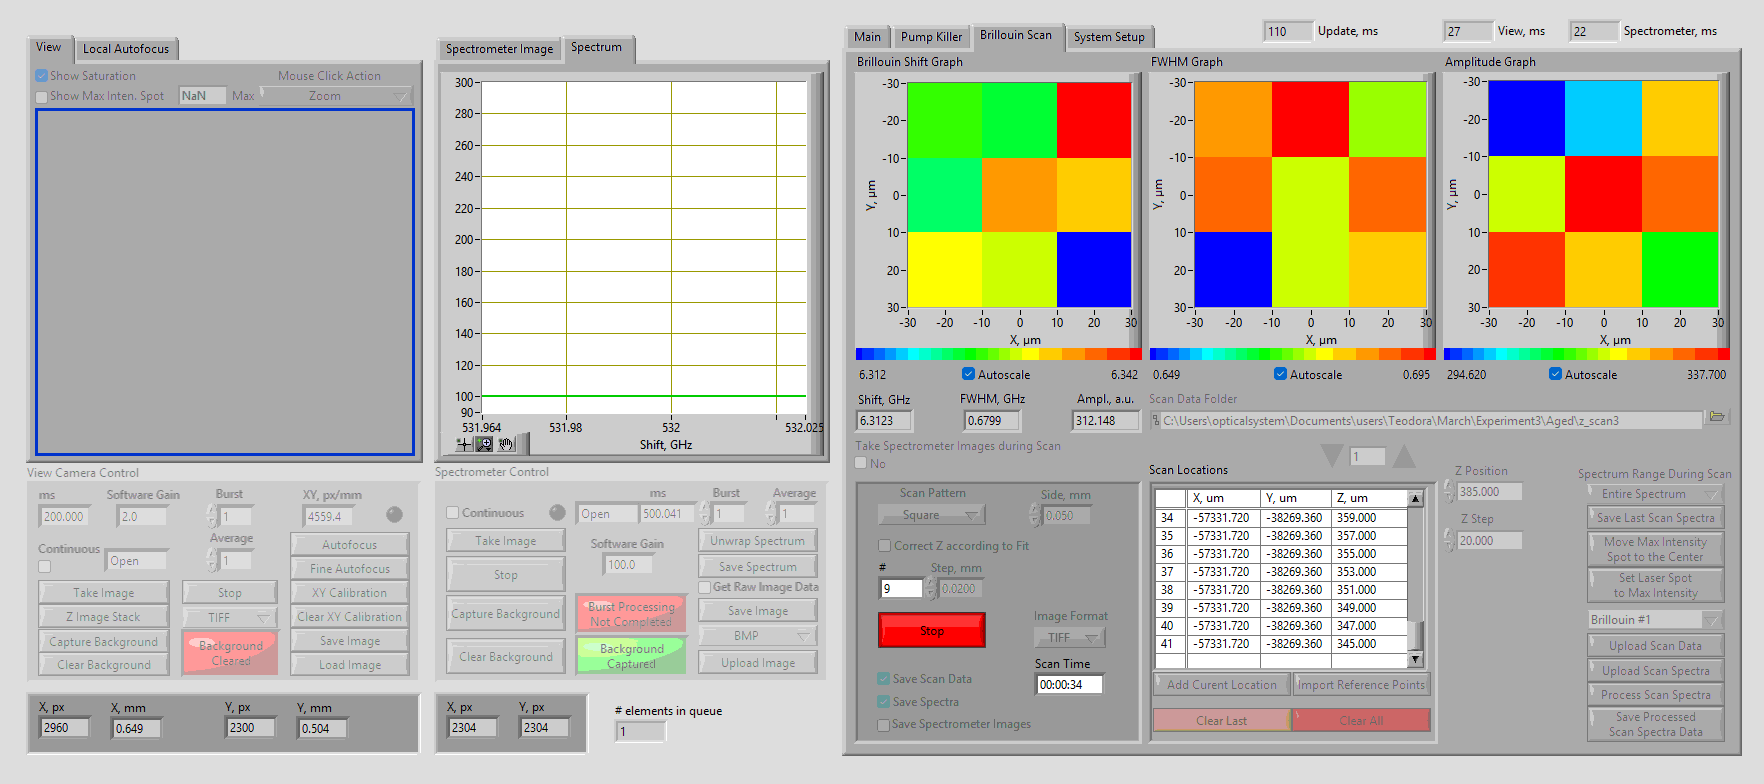 View
Local Autofocus
Show Saturation
Mouse Click Action
Show Max Inten. Spot
NaN
Max
Zoom
View Camera Control
ms
Software Gain
Burst
XY, px/mm
200.000
2.0
1
4559.4
Continuous
Open
Average
1
Autofocus
Fine Autofocus
Take Image
Stop
XY Calibration
Z Image Stack
TIFF
Clear XY Calibration
Capture Background
Background
Cleared
Save Image
Clear Background
Load Image
X, px
X, mm
Y, px
Y, mm
2960
0.649
2300
0.504
Spectrometer Image
Spectrum
300
280
260
240
220
200
180
160
140
120
100
90
531.964
531.98
532
532.025
Shift, GHz
Spectrometer Control
ms
Burst
Average
Continuous
Open
500.041
1
1
Take Image
Software Gain
Unwrap Spectrum
Stop
100.0
Save Spectrum
Get Raw Image Data
Capture Background
Burst Processing
Not Completed
Save Image
BMP
Clear Background
Background
Captured
Upload Image
X, px
Y, px
2304
2304
# elements in queue
1
110
Update, ms
27
View, ms
22
Spectrometer, ms
Main
Pump Killer
Brillouin Scan
System Setup
Brillouin Shift Graph
-30
-20
-10
0
10
20
30
Y, µm
-30
-20
-10
0
10
20
30
X, µm
6.312
Autoscale
6.342
FWHM Graph
-30
-20
-10
0
10
20
30
Y, µm
-30
-20
-10
0
10
20
30
X, µm
0.649
Autoscale
0.695
Amplitude Graph
-30
-20
-10
0
10
20
30
Y, µm
-30
-20
-10
0
10
20
30
X, µm
294.620
Autoscale
337.700
Shift, GHz
FWHM, GHz
Ampl., a.u.
6.3123
0.6799
312.148
Scan Data Folder
C:\Users\opticalsystem\Documents\users\Teodora\March\Experiment3\Aged\z_scan3
Take Spectrometer Images during Scan
No
Scan Pattern
Side, mm
Square
0.050
Correct Z according to Fit
#
Step, mm
9
0.0200
Stop
Image Format
TIFF
Scan Time
00:00:34
Save Scan Data
Save Spectra
Save Spectrometer Images
1
Scan Locations
X, um Y, um Z, um
34 -57331.720 -38269.360 359.000
35 -57331.720 -38269.360 357.000
36 -57331.720 -38269.360 355.000
37 -57331.720 -38269.360 353.000
38 -57331.720 -38269.360 351.000
39 -57331.720 -38269.360 349.000
40 -57331.720 -38269.360 347.000
41 -57331.720 -38269.360 345.000
Add Curent Location
Import Reference Points
Clear Last
Clear All
Z Position
385.000
Z Step
20.000
Spectrum Range During Scan
Entire Spectrum
Save Last Scan Spectra
Move Max Intensity
Spot to the Center
Set Laser Spot
to Max Intensity
Brillouin #1
Upload Scan Data
Upload Scan Spectra
Process Scan Spectra
Save Processed
Scan Spectra Data